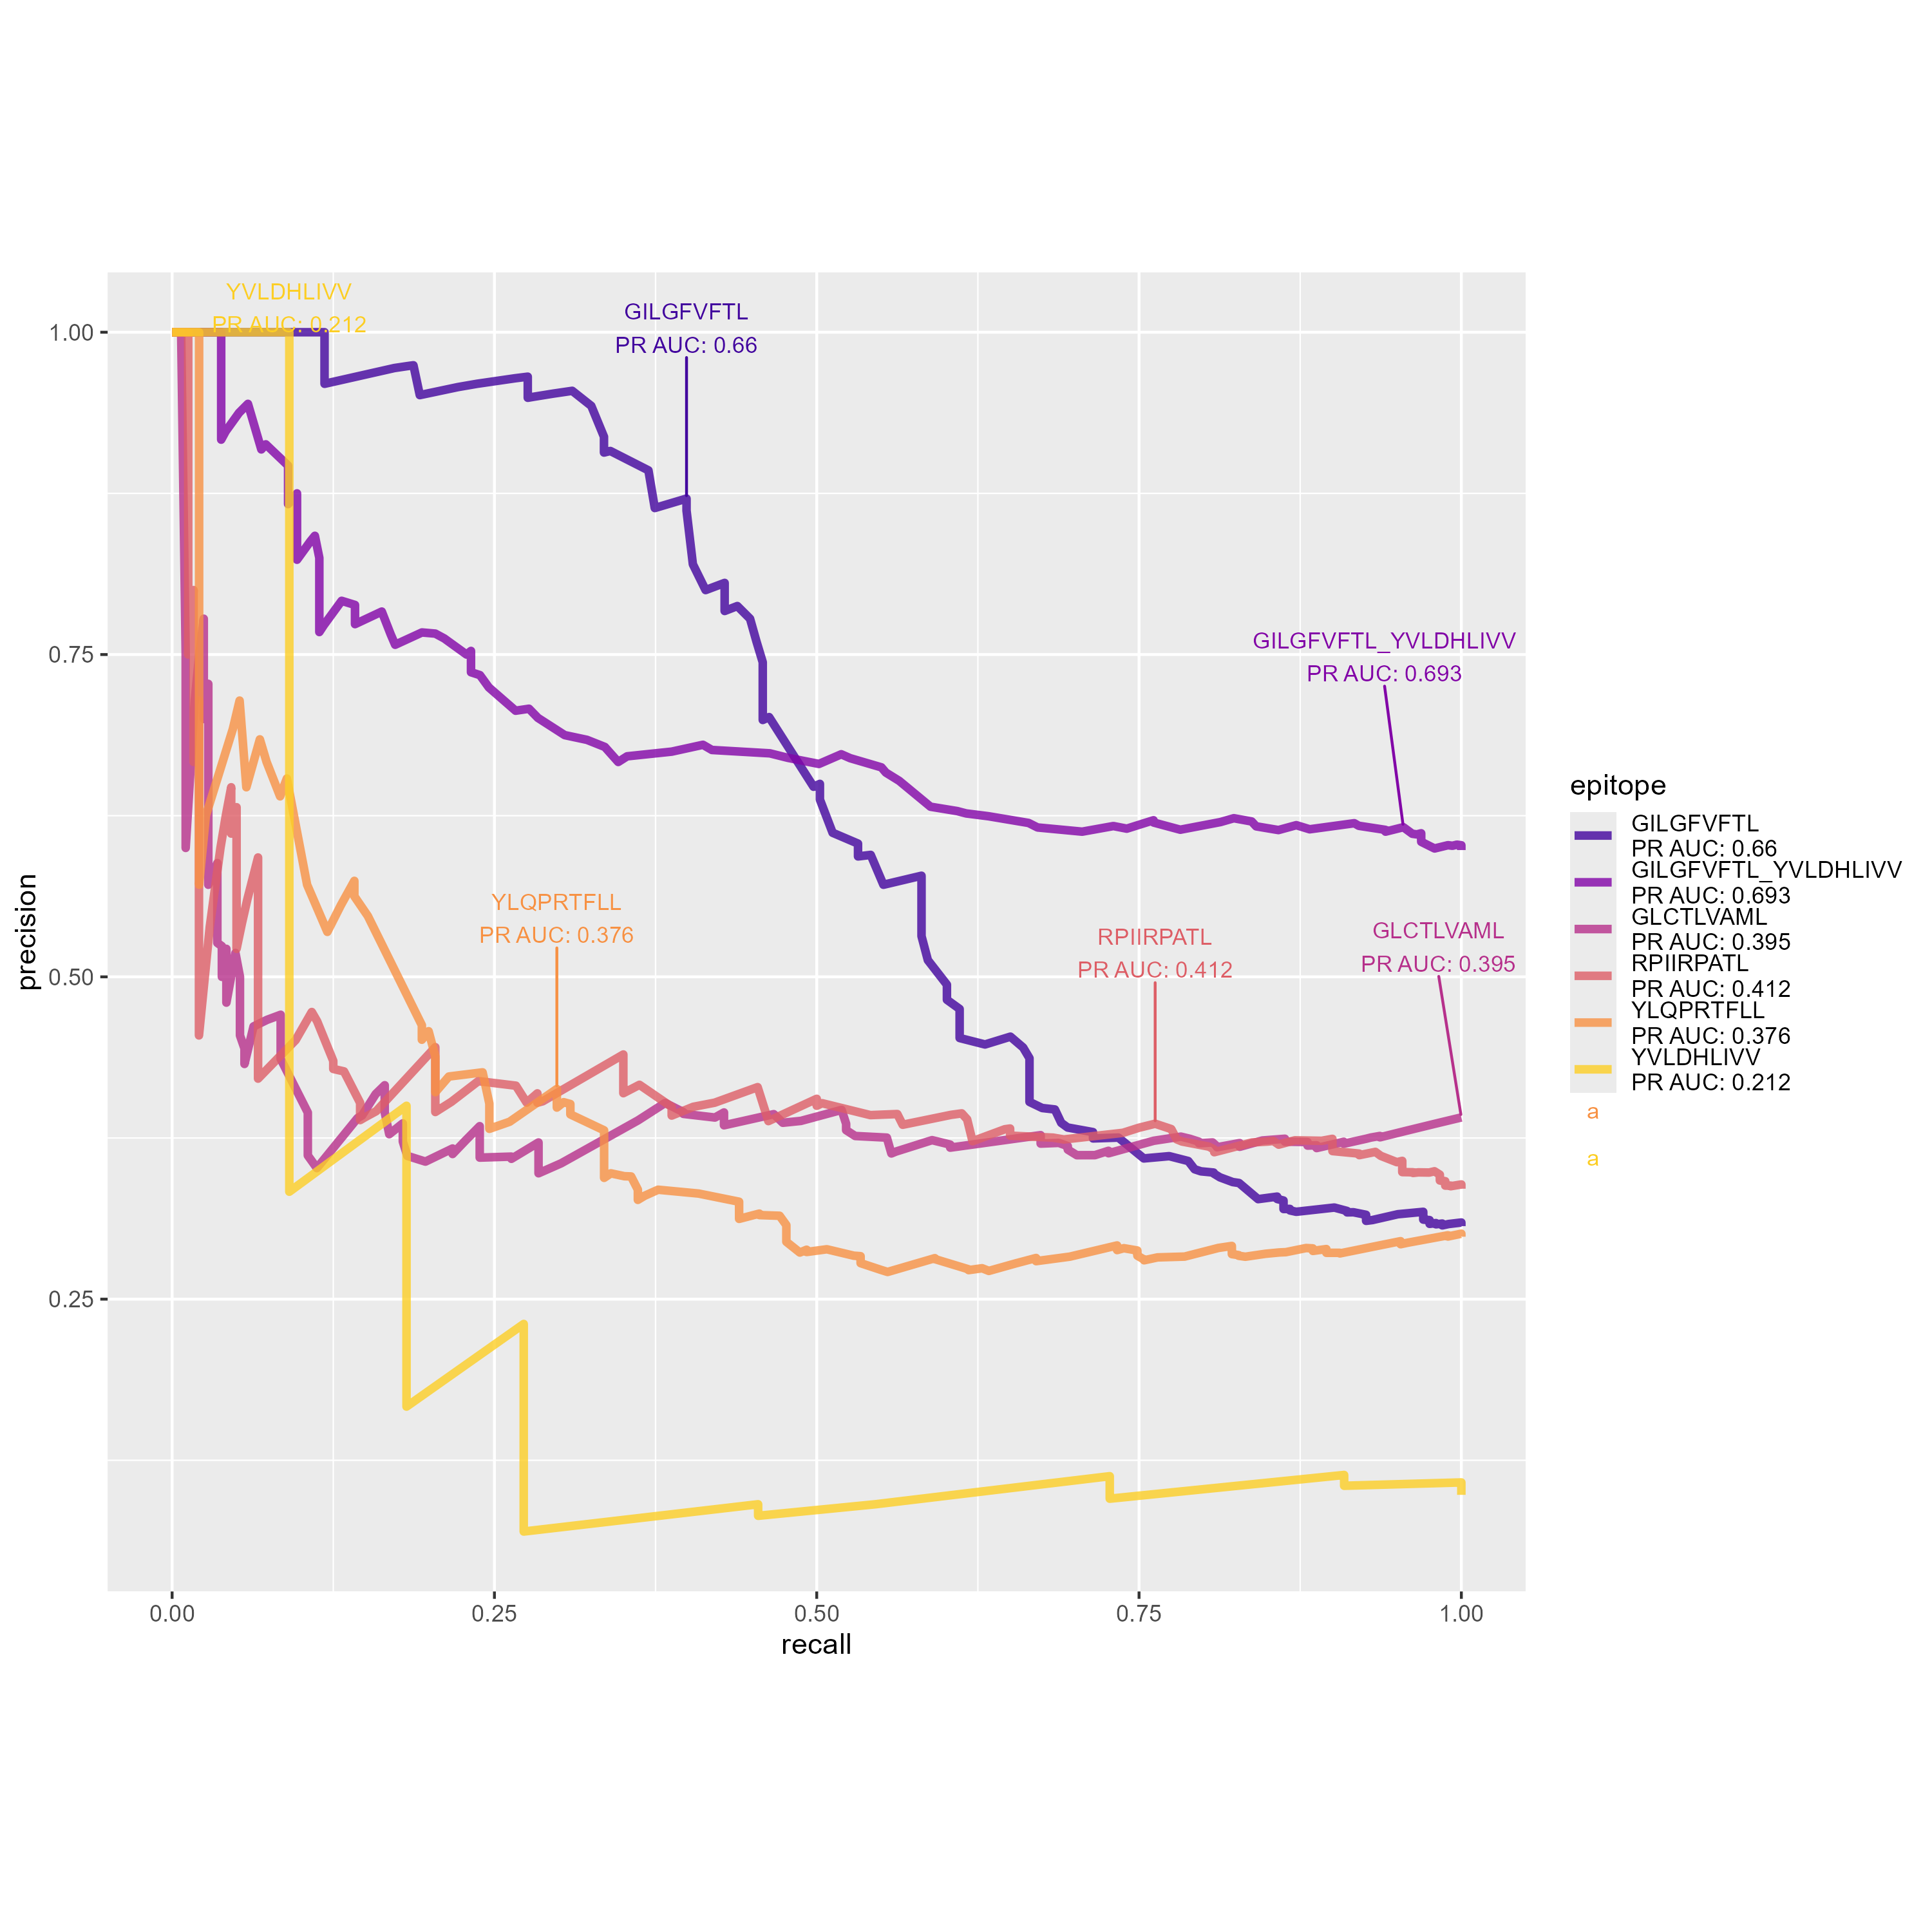 YVLDHLIVV
PR AUC: 0.212
GILGFVFTL
PR AUC: 0.66
GILGFVFTL_YVLDHLIVV
PR AUC: 0.693
YLQPRTFLL
PR AUC: 0.376
RPIIRPATL
PR AUC: 0.412
GLCTLVAML
PR AUC: 0.395
1.00
0.75
0.50
0.25
precision
0.00
0.25
0.50
0.75
1.00
recall
epitope
GILGFVFTL
PR AUC: 0.66
GILGFVFTL_YVLDHLIVV
PR AUC: 0.693
GLCTLVAML
PR AUC: 0.395
RPIIRPATL
PR AUC: 0.412
YLQPRTFLL
PR AUC: 0.376
YVLDHLIVV
PR AUC: 0.212
a
a